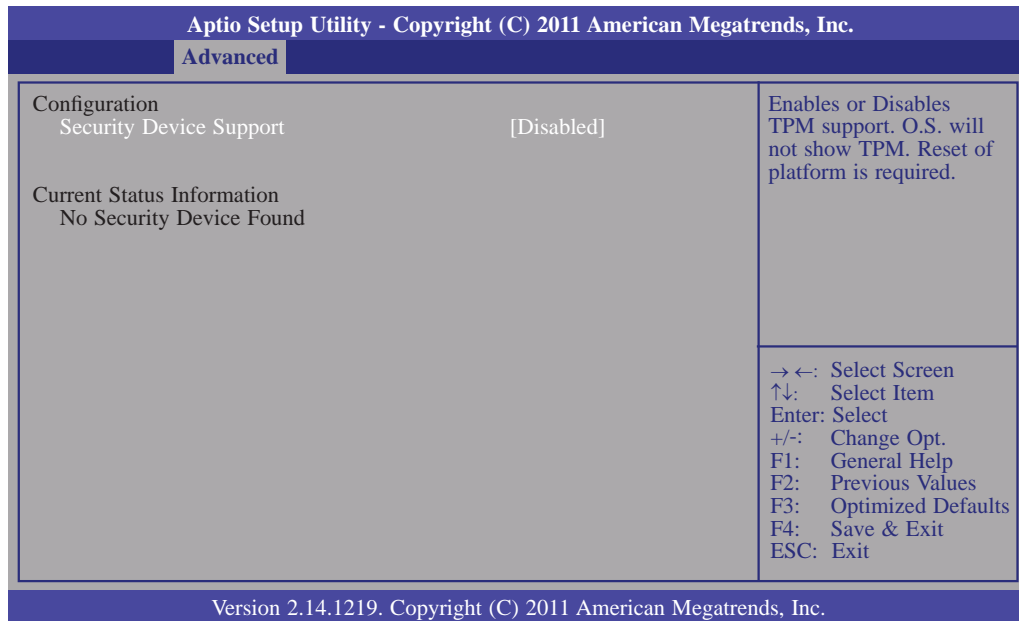 Aptio Setup Utility - Copyright (C) 2011 American Megatrends, Inc.
Advanced
Configuration
Security Device Support [Disabled]
Current Status Information
No Security Device Found
Enables or Disables
TPM support. O.S. will
not show TPM. Reset of
platform is required.
→ ←: Select Screen
↑↓: Select Item
Enter: Select
+/-: Change Opt.
F1: General Help
F2: Previous Values
F3: Optimized Defaults
F4: Save & Exit
ESC: Exit
Version 2.14.1219. Copyright (C) 2011 American Megatrends, Inc.